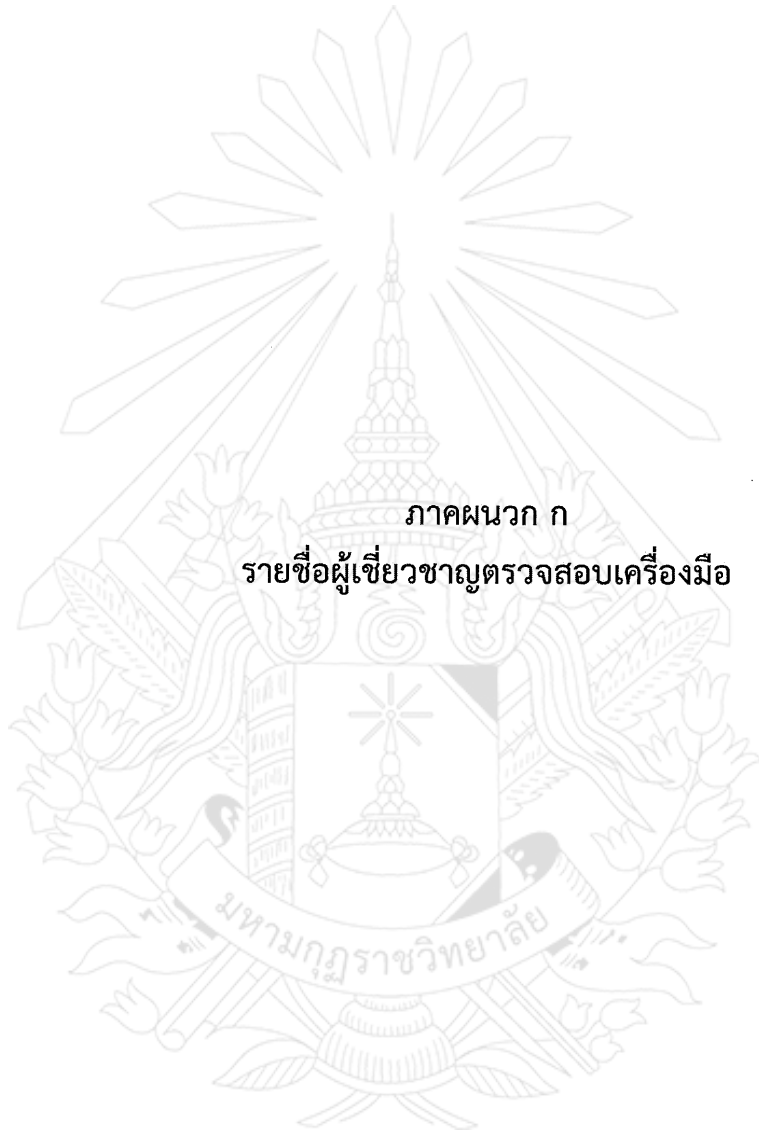 ภาคผนวก ก
รายชื่อผู้เชี่ยวชาญตรวจสอบเครื่องมือ
มหามกุฏราชวิทยาลัย